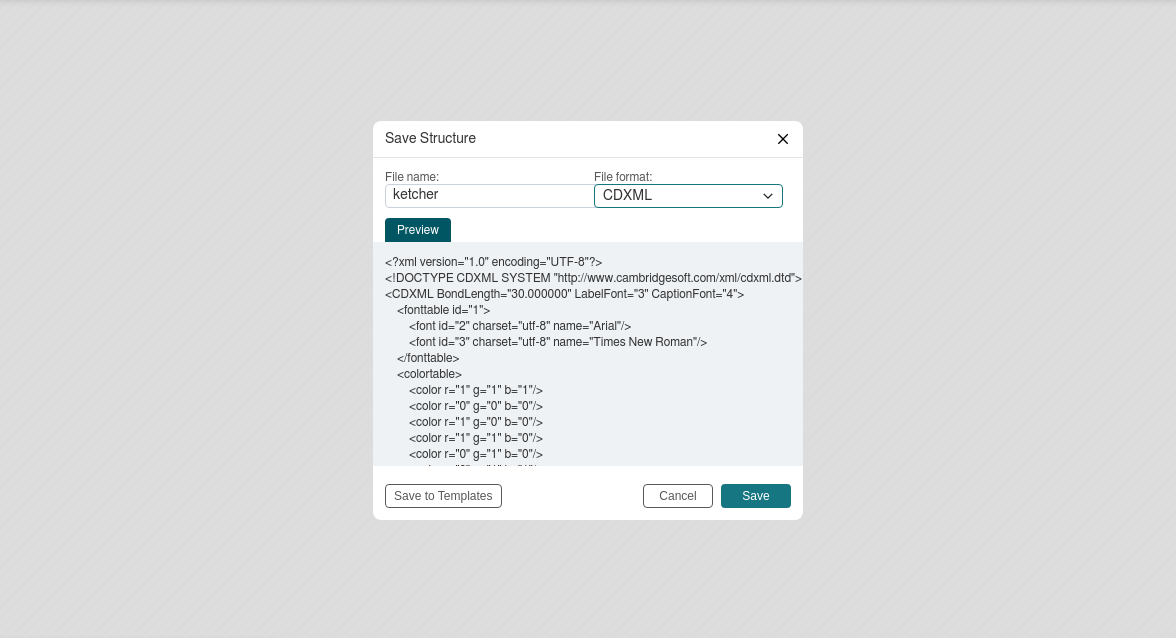 Save Structure
File name:
File format:
ketcher
CDXML
Preview
<?xml version="1.0" encoding="UTF-8"?>
<!DOCTYPE CDXML SYSTEM "http://www.cambridgesoft.com/xml/cdxml.dtd">
<CDXML BondLength="30.000000" LabelFont="3" CaptionFont="4">
<fonttable id="1">
<font id="2" charset="utf-8" name="Arial"/>
<font id="3" charset="utf-8" name="Times New Roman"/>
</fonttable>
<colortable>
<color r="1" g="1" b="1"/>
<color r="0" g="0" b="0"/>
<color r="1" g="0" b="0"/>
<color r="1" g="1" b="0"/>
<color r="0" g="1" b="0"/>
Save to Templates
Cancel
Save